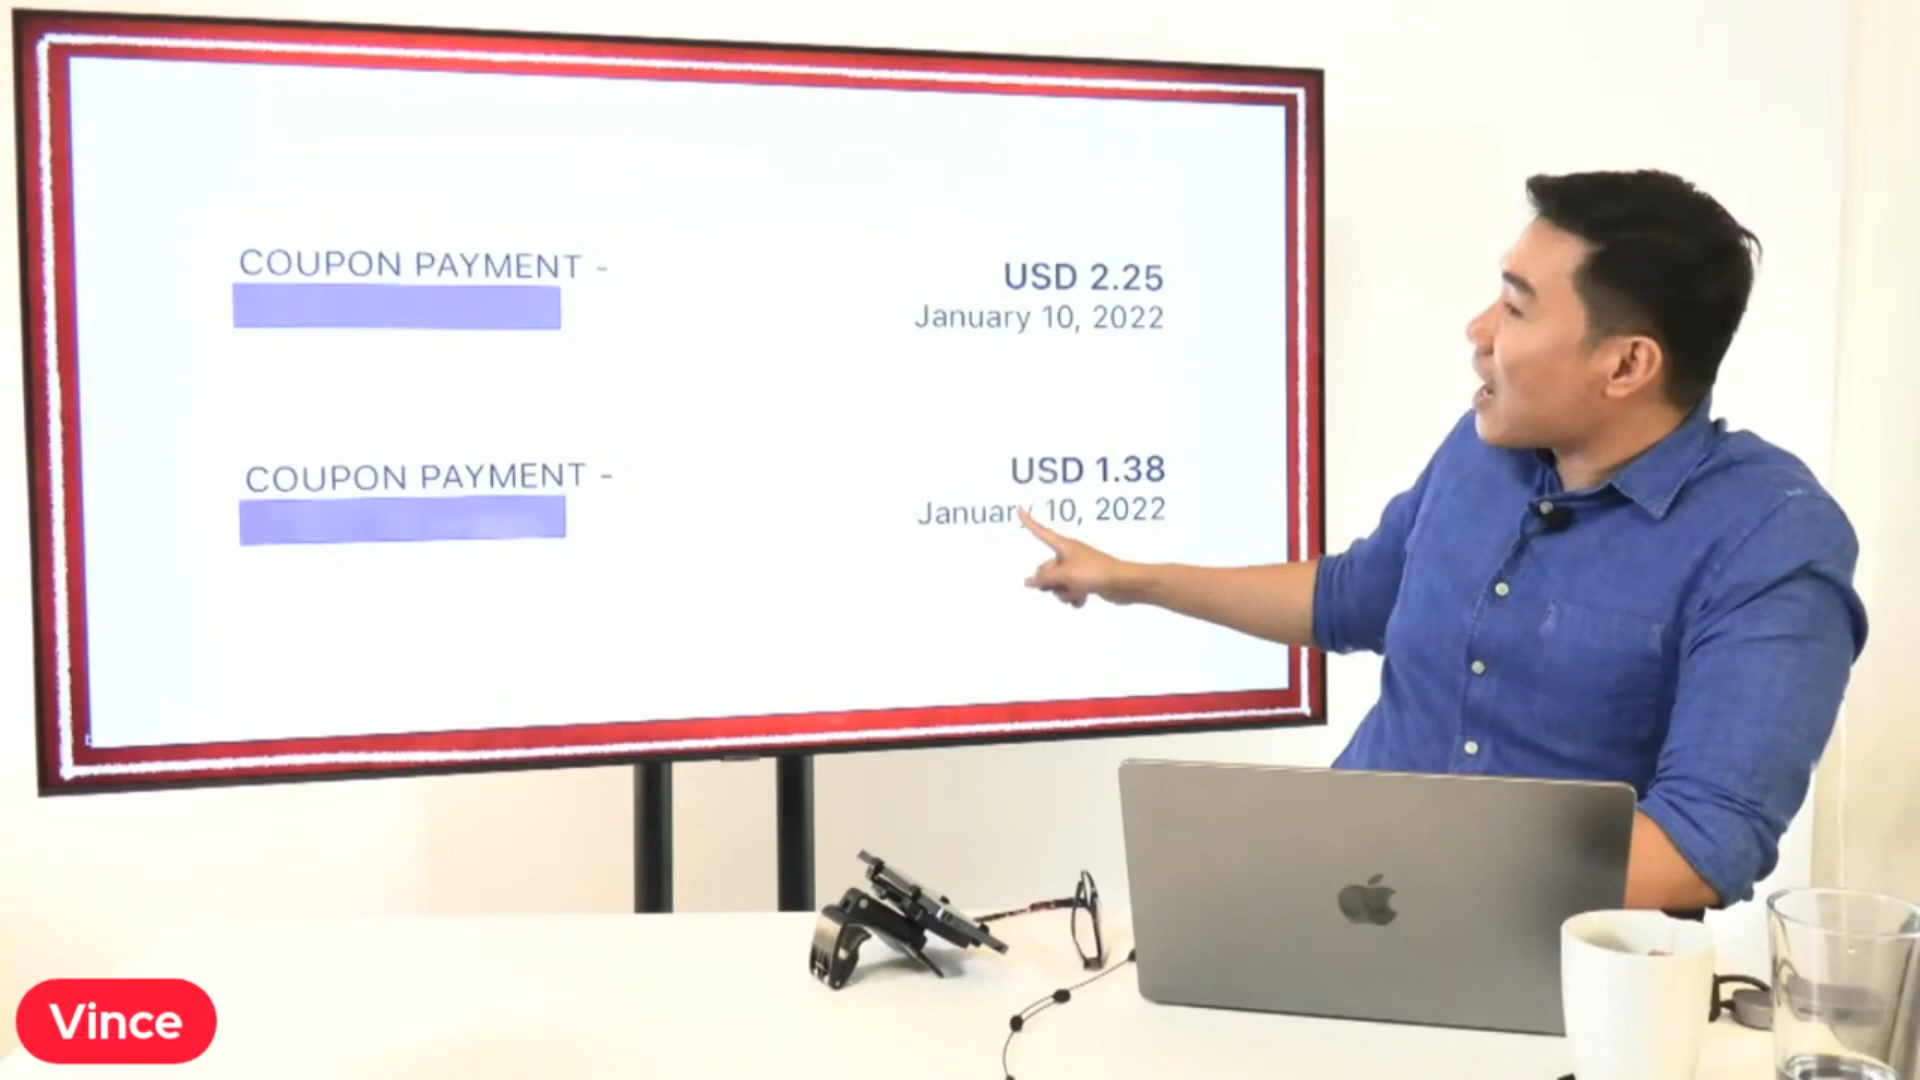 COUPON PAYMENT -
USD 2.25
January 10, 2022
COUPON PAYMENT -
USD 1.38
January 10, 2022
Vince